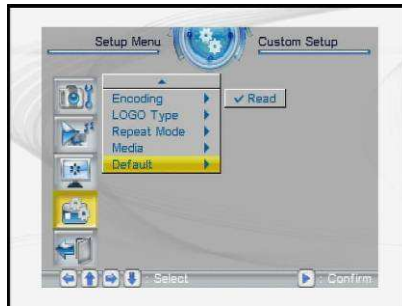 Setup Menu
Custom Setup
Encoding
LOGO Type
Repeat Mode
Media
Default
Read
: Select
: Confirm